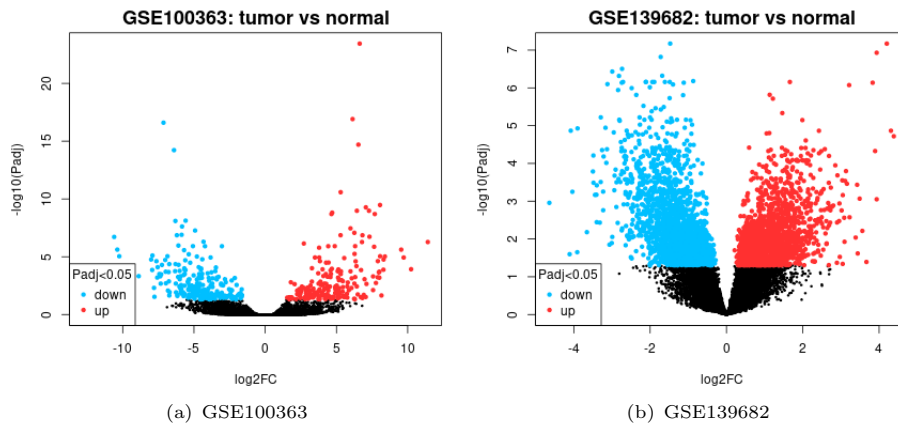 GSE100363: tumor vs normal
-log10(Padj)
20
15
10
5
0
Padj<0.05
down
up
-10 -5 0 5 10
log2FC
(a) GSE100363
GSE139682: tumor vs normal
-log10(Padj)
7
6
5
4
3
2
1
0
Padj<0.05
down
up
-4 -2 0 2 4
log2FC
(b) GSE139682